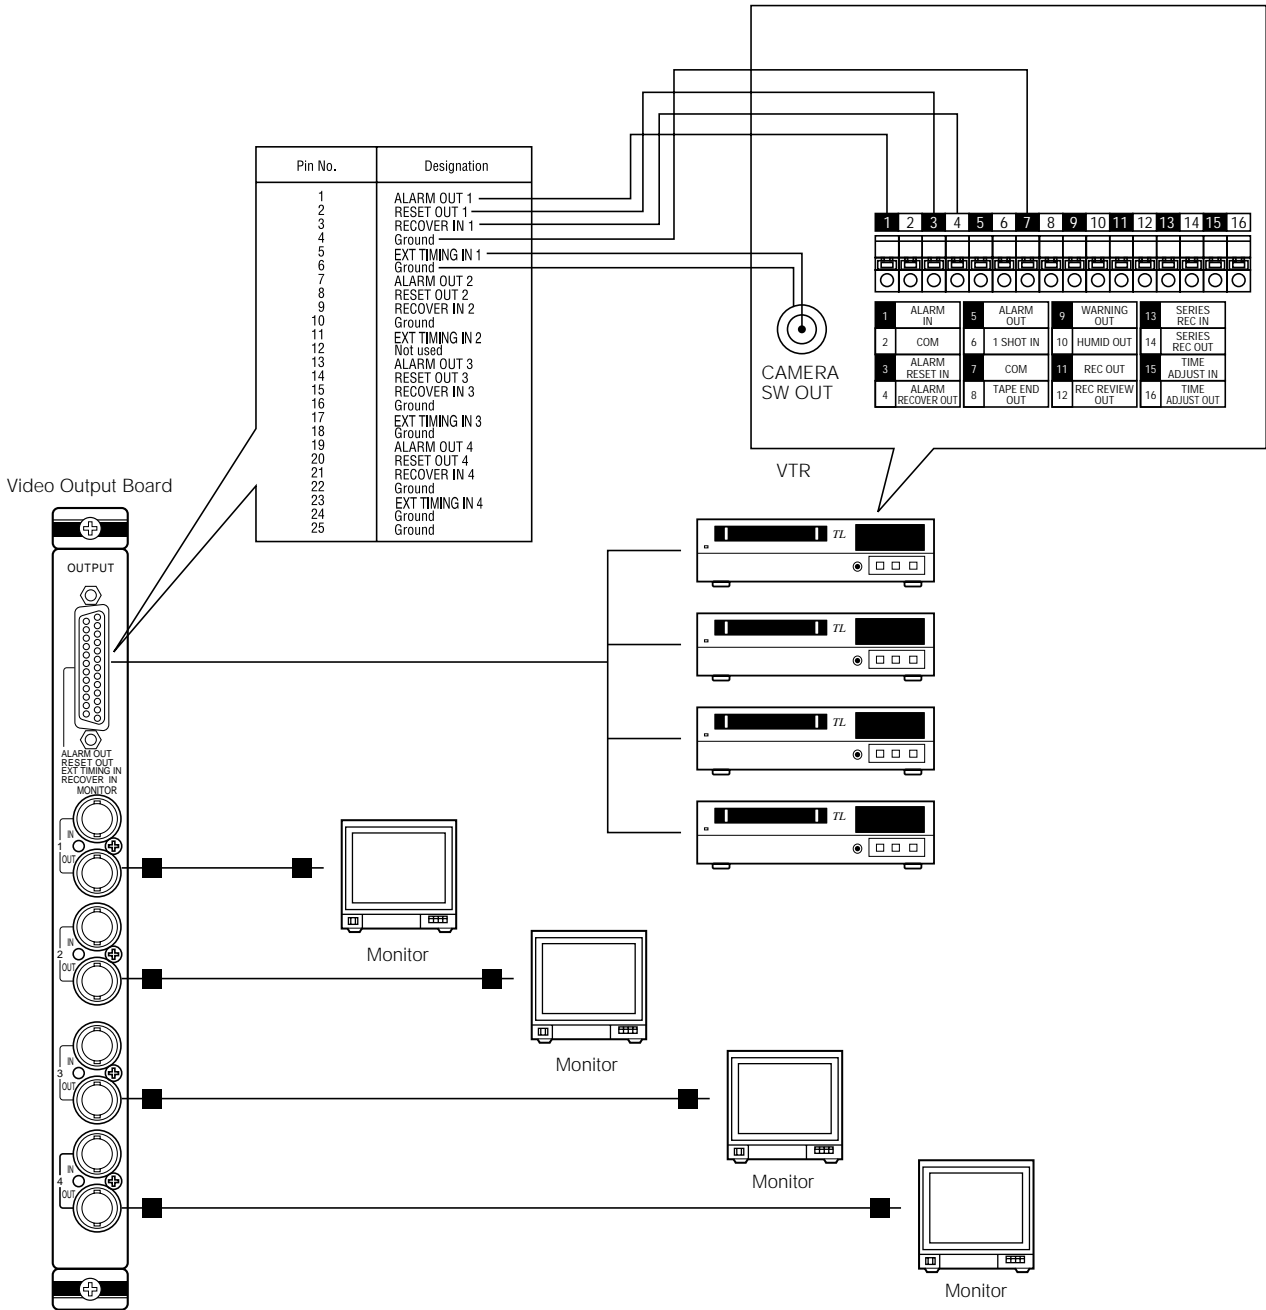 Pin No. Designation
1 ALARM OUT 1
2 RESET OUT 1
3 RECOVER IN 1
4 Ground
5 EXT TIMING IN 1
6 Ground
7 ALARM OUT 2
8 RESET OUT 2
9 RECOVER IN 2
10 Ground
11 EXT TIMING IN 2
12 Not used
13 ALARM OUT 3
14 RESET OUT 3
15 RECOVER IN 3
16 Ground
17 EXT TIMING IN 3
18 Ground
19 ALARM OUT 4
20 RESET OUT 4
21 RECOVER IN 4
22 Ground
23 EXT TIMING IN 4
24 Ground
25 Ground
1 2 3 4 5 6 7 8 9 10 11 12 13 14 15 16
1 ALARM IN 5 ALARM OUT 9 WARNING OUT 13 SERIES REC IN
2 COM 6 1 SHOT IN 10 HUMID OUT 14 SERIES REC OUT
3 ALARM RESET IN 7 COM 11 REC OUT 15 TIME ADJUST IN
4 ALARM RECOVER OUT 8 TAPE END OUT 12 REC REVIEW OUT 16 TIME ADJUST OUT
CAMERA
SW OUT
VTR
Video Output Board
OUTPUT
ALARM OUT
RESET OUT
EXT TIMING IN
RECOVER IN
MONITOR
IN
1
OUT
IN
2
OUT
IN
3
OUT
IN
4
OUT
TL
TL
TL
TL
Monitor
Monitor
Monitor
Monitor